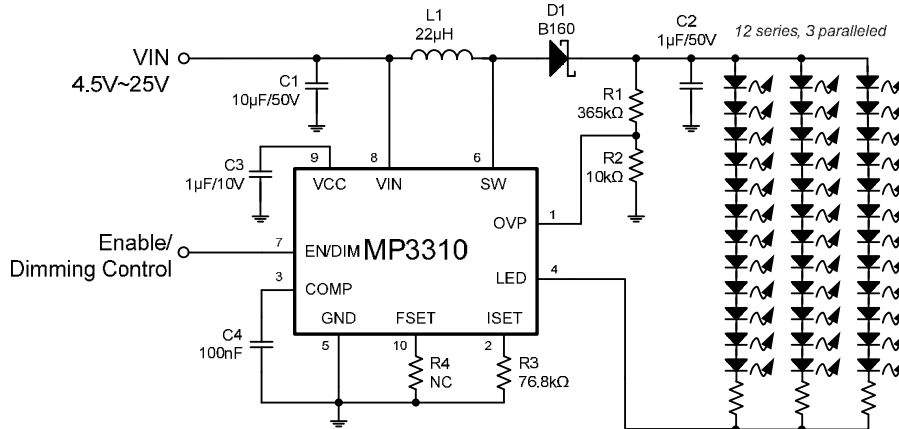 L1
22μH
D1
B160
C2
1μF/50V
12 series, 3 paralleled
VIN
4.5V~25V
C1
10μF/50V
R1
365kΩ
R2
10kΩ
C3
1μF/10V
9
8
6
VCC
VIN
SW
OVP
1
Enable/
Dimming Control
7
EN/DIM
MP3310
LED
4
3
COMP
GND
FSET
ISET
5
10
2
C4
100nF
R4
NC
R3
76.8kΩ